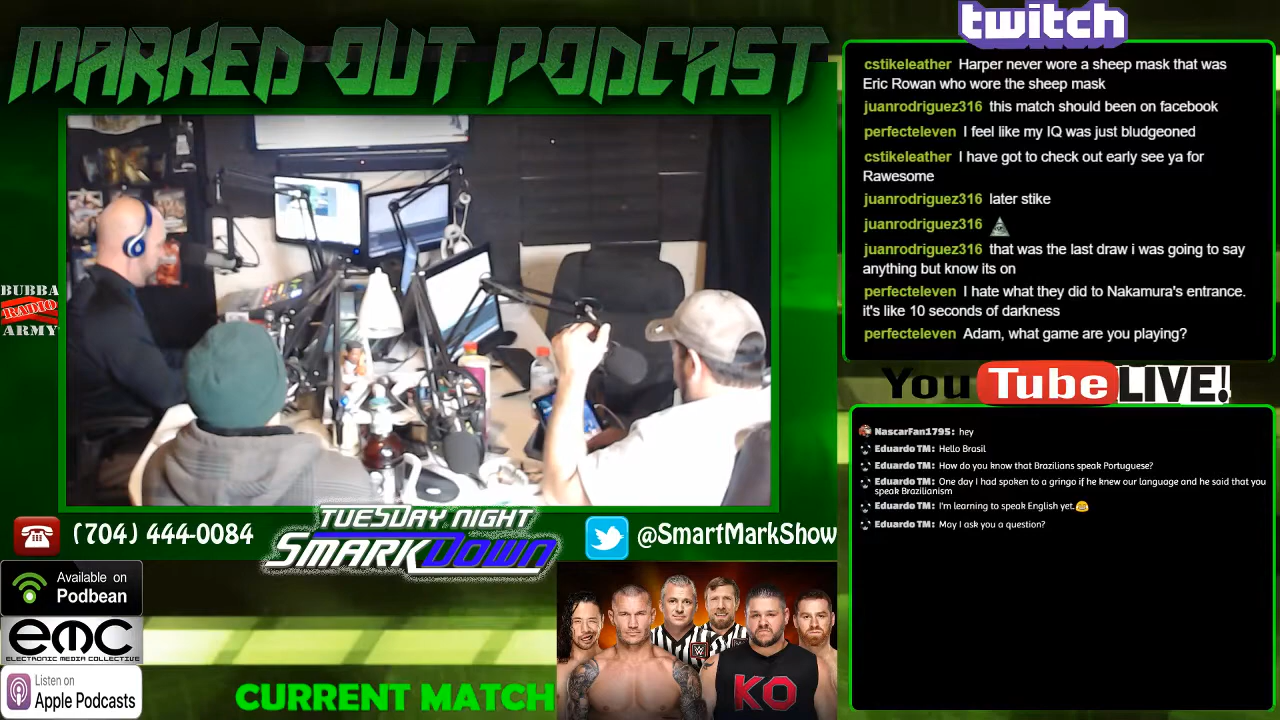 MARKED OUT PODCAST
twitch
cstikeleather Harper never wore a sheep mask that was
Eric Rowan who wore the sheep mask
juanrodriguez316 this match should been on facebook
perfecteleven I feel like my IQ was just bludgeoned
cstikeleather I have got to check out early see ya for
Rawesome
juanrodriguez316 later stike
juanrodriguez316
juanrodriguez316 that was the last draw i was going to say
anything but know its on
perfecteleven I hate what they did to Nakamura's entrance.
it's like 10 seconds of darkness
perfecteleven Adam, what game are you playing?
BUBBA
RADIO
ARMY
You Tube LIVE!
NascarFan1795: hey
Eduardo TM: Hello Brasil
Eduardo TM: How do you know that Brazilians speak Portuguese?
Eduardo TM: One day I had spoken to a gringo if he knew our language and he said that you
speak Brazilianism
Eduardo TM: I'm learning to speak English yet.
Eduardo TM: May I ask you a question?
(704) 444-0084
TUESDAY NIGHT
SMARKDOWN
@SmartMarkShow
Available on
Podbean
emc
ELECTRONIC MEDIA COLLECTIVE
Listen on
Apple Podcasts
CURRENT MATCH
KO